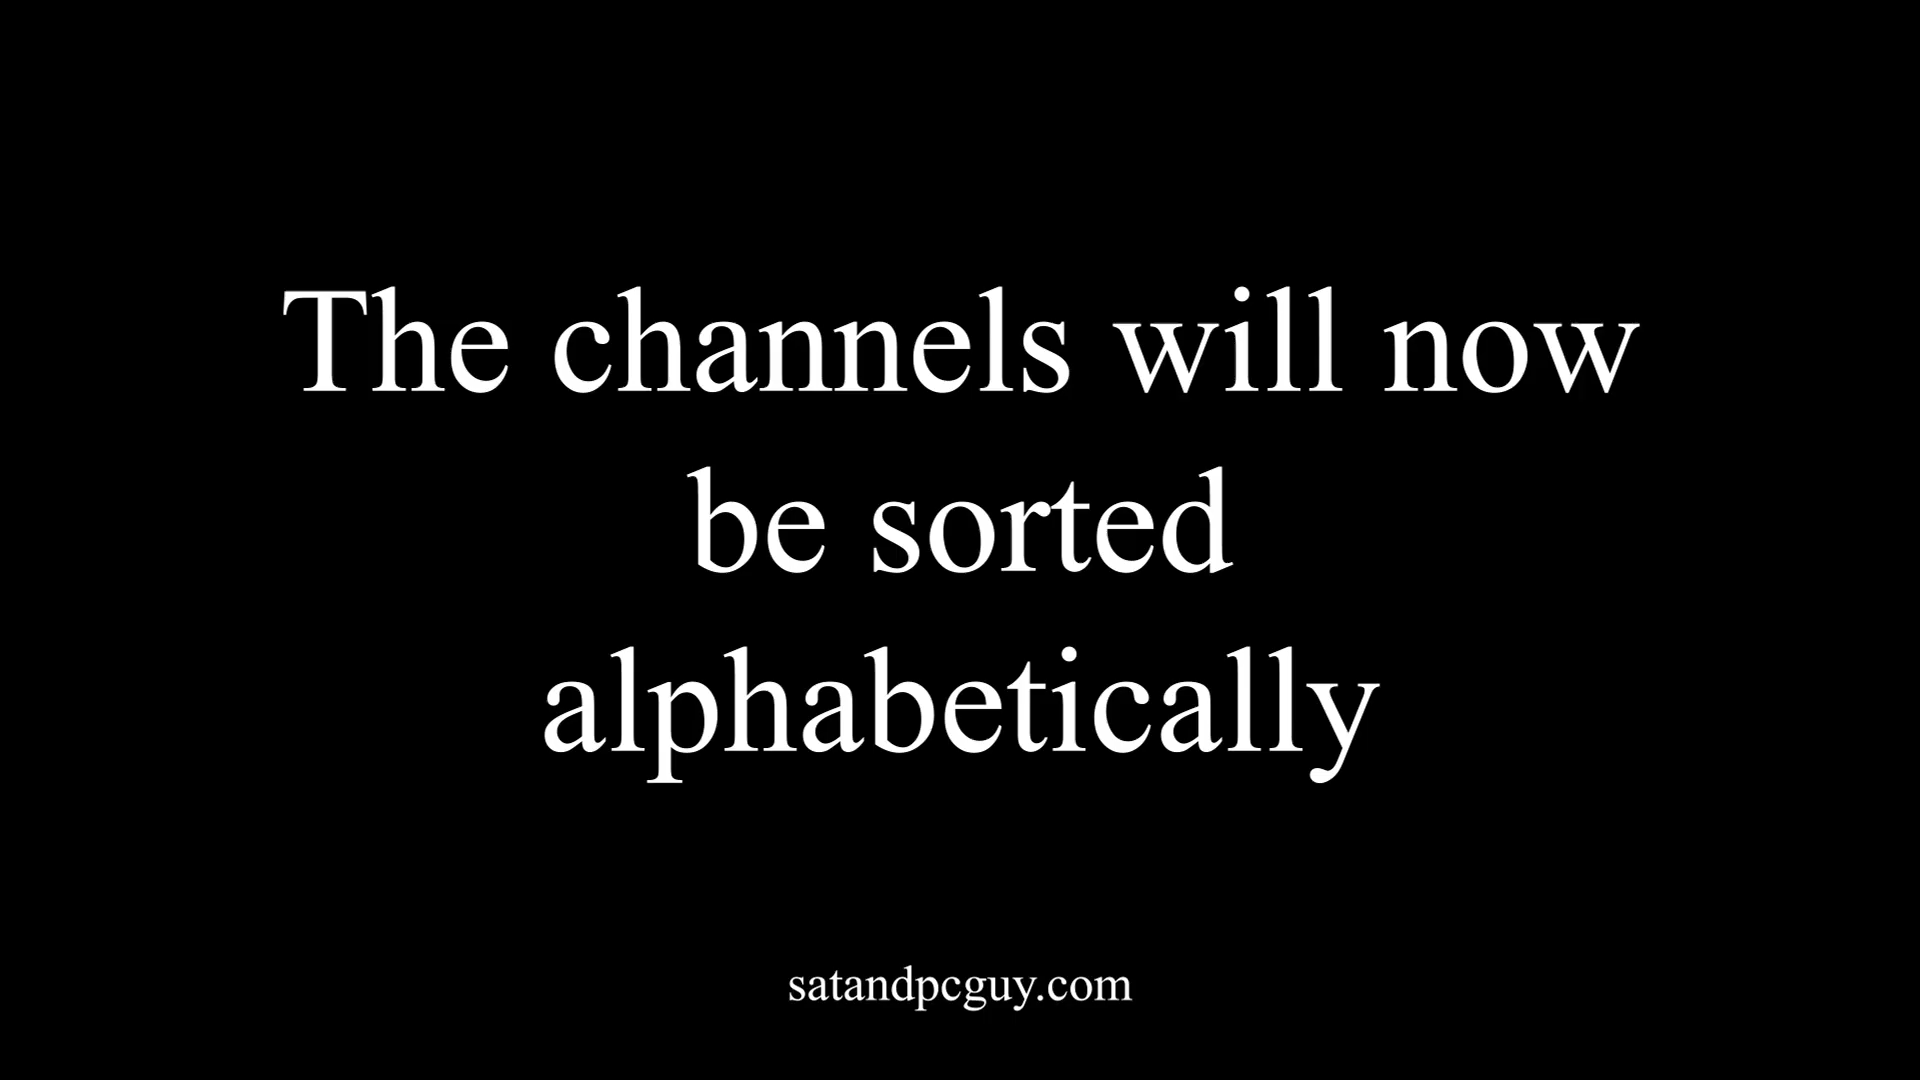 The channels will now
be sorted
alphabetically
satandpcguy.com